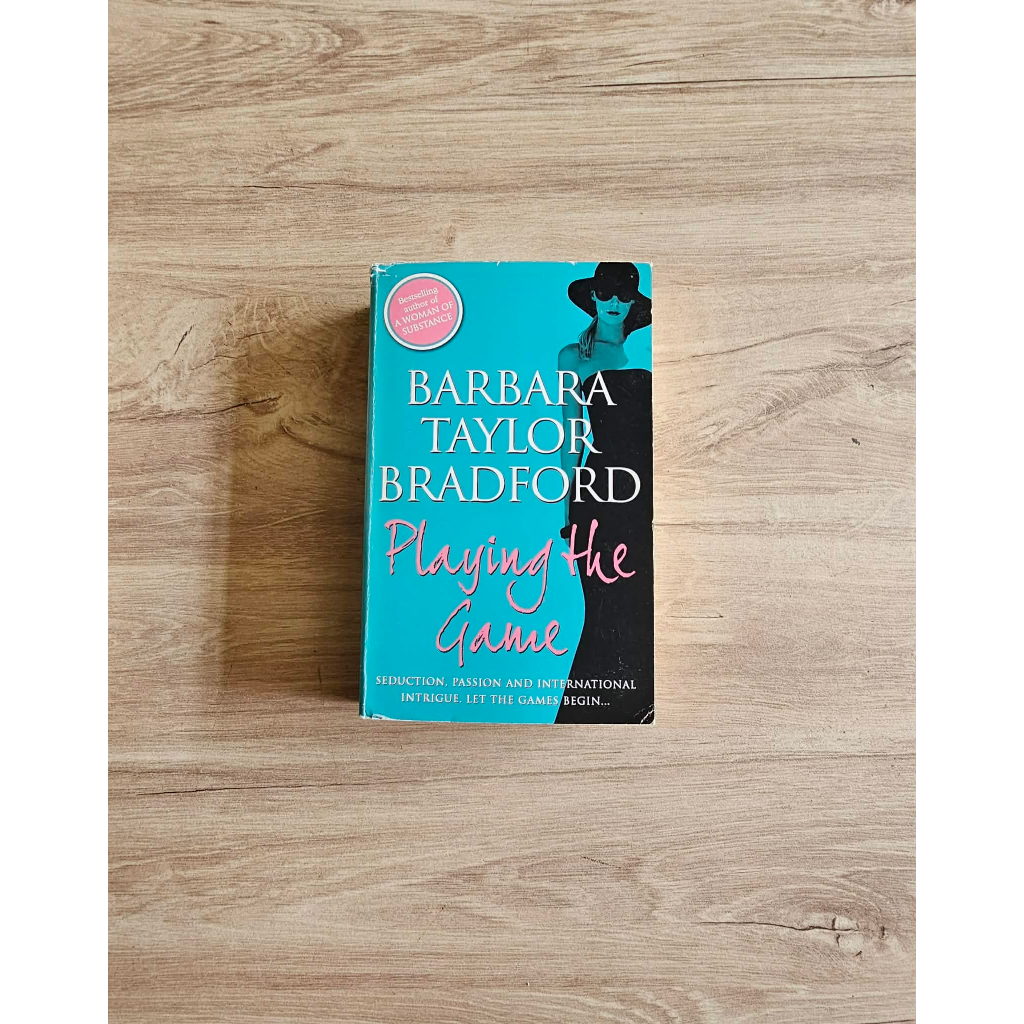 Bestselling
author of
A WOMAN OF
SUBSTANCE
BARBARA
TAYLOR
BRADFORD
Playing the
Game
SEDUCTION, PASSION AND INTERNATIONAL
INTRIGUE. LET THE GAMES BEGIN...